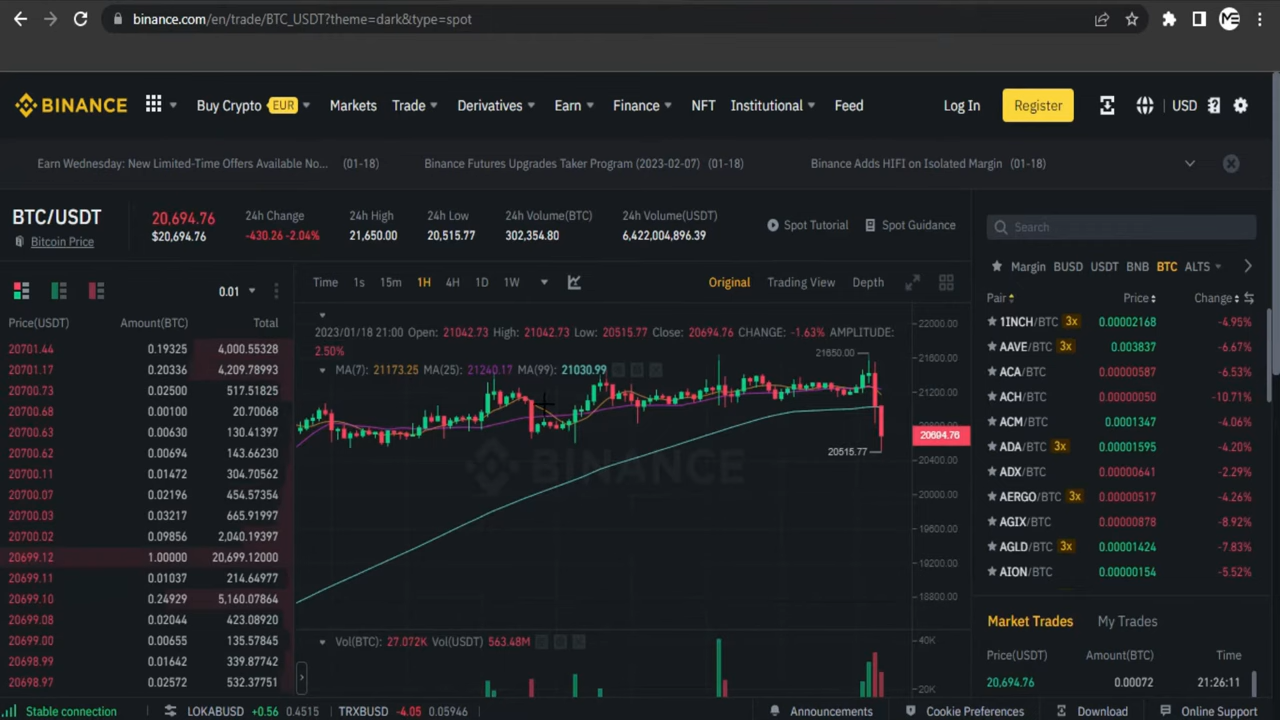 binance.com/en/trade/BTC_USDT?theme=dark&type=spot
BINANCE Buy Crypto EUR Markets Trade Derivatives Earn Finance NFT Institutional Feed Log In Register USD
Earn Wednesday: New Limited-Time Offers Available No... (01-18) Binance Futures Upgrades Taker Program (2023-02-07) (01-18) Binance Adds HIFI on Isolated Margin (01-18)
BTC/USDT 20,694.76 24h Change 24h High 24h Low 24h Volume(BTC) 24h Volume(USDT) Spot Tutorial Spot Guidance
Bitcoin Price $20,694.76 -430.26 -2.04% 21,650.00 20,515.77 302,354.80 6,422,004,896.39
Search
Margin BUSD USDT BNB BTC ALTS
0.01
Time 1s 15m 1H 4H 1D 1W Original Trading View Depth
Price(USDT) Amount(BTC) Total
20701.44 0.19325 4,000.55328
20701.17 0.20336 4,209.78993
20700.73 0.02500 517.51825
20700.68 0.00100 20.70068
20700.63 0.00630 130.41397
20700.62 0.00694 143.66230
20700.11 0.01472 304.70562
20700.07 0.02196 454.57354
20700.03 0.03217 665.91997
20700.02 0.09856 2,040.19397
20699.12 1.00000 20,699.12000
20699.11 0.01037 214.64977
20699.10 0.24929 5,160.07864
20699.08 0.02044 423.08920
20699.00 0.00655 135.57845
20698.99 0.01642 339.87742
20698.97 0.02572 532.37751
2023/01/18 21:00 Open: 21042.73 High: 21042.73 Low: 20515.77 Close: 20694.76 CHANGE: -1.63% AMPLITUDE:
2.50%
MA(7): 21173.25 MA(25): 21240.17 MA(99): 21030.99
21650.00
20515.77
BINANCE
22000.00
21600.00
21200.00
20694.76
20400.00
20000.00
19600.00
19200.00
18800.00
Vol(BTC): 27.072K Vol(USDT) 563.48M
40K
20K
Pair Price Change
1INCH/BTC 3x 0.00002168 -4.95%
AAVE/BTC 3x 0.003837 -6.67%
ACA/BTC 0.00000587 -6.53%
ACH/BTC 0.00000050 -10.71%
ACM/BTC 0.0001347 -4.06%
ADA/BTC 3x 0.00001595 -4.20%
ADX/BTC 0.00000641 -2.29%
AERGO/BTC 3x 0.00000517 -4.26%
AGIX/BTC 0.00000878 -8.92%
AGLD/BTC 3x 0.00001424 -7.83%
AION/BTC 0.00000154 -5.52%
Market Trades My Trades
Price(USDT) Amount(BTC) Time
20,694.76 0.00072 21:26:11
Stable connection LOKABUSD +0.56 0.4515 TRXBUSD -4.05 0.05946 Announcements Cookie Preferences Download Online Support